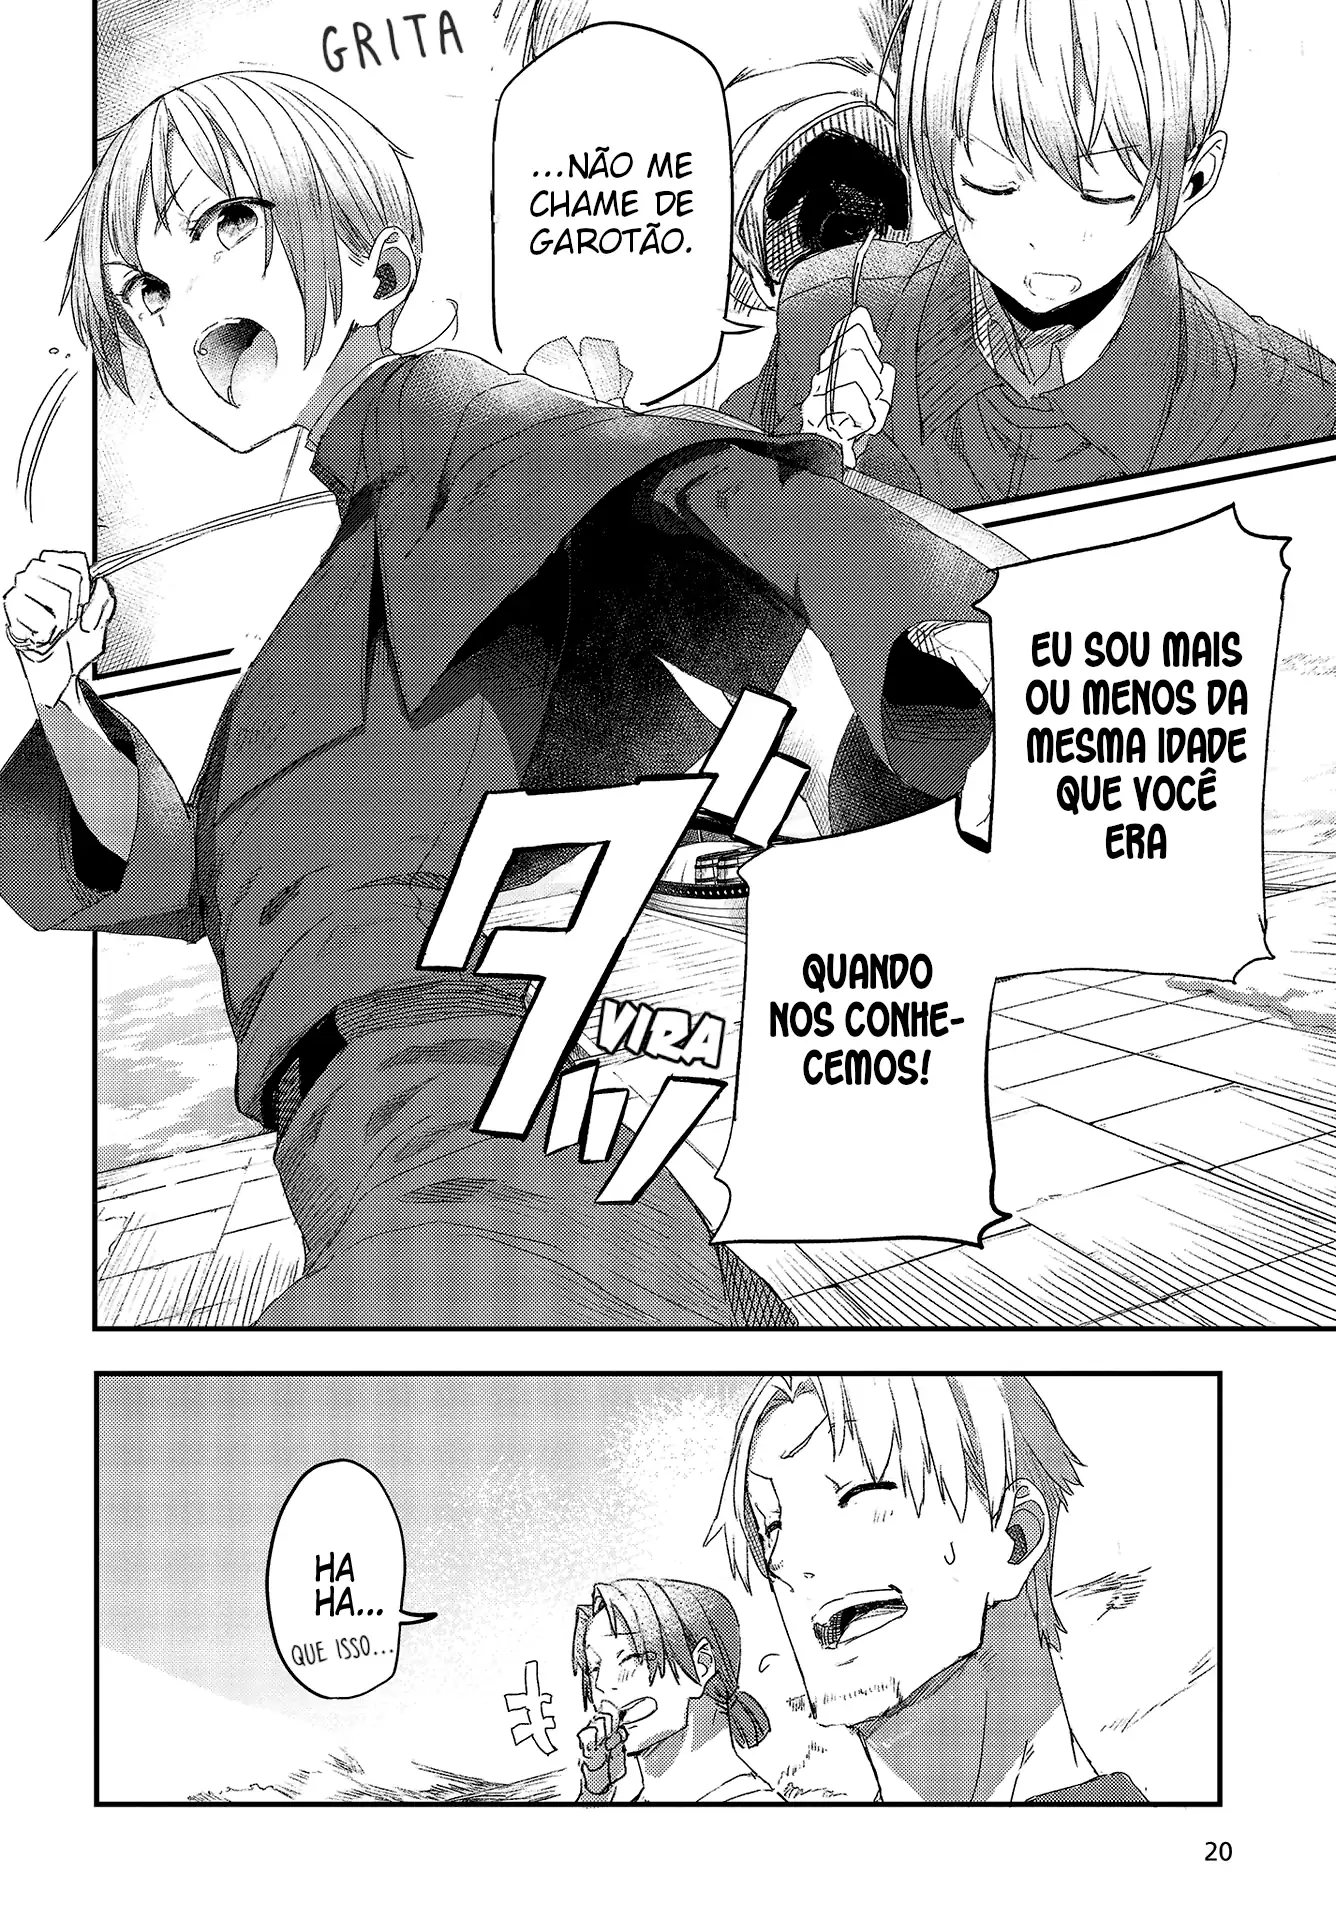 GRITA
...NÃO ME
CHAME DE
GAROTÃO.
EU SOU MAIS
OU MENOS DA
MESMA IDADE
QUE VOCÊ
ERA
QUANDO
NOS CONHE-
CEMOS!
VIRA
HA
HA...
QUE ISSO...
20